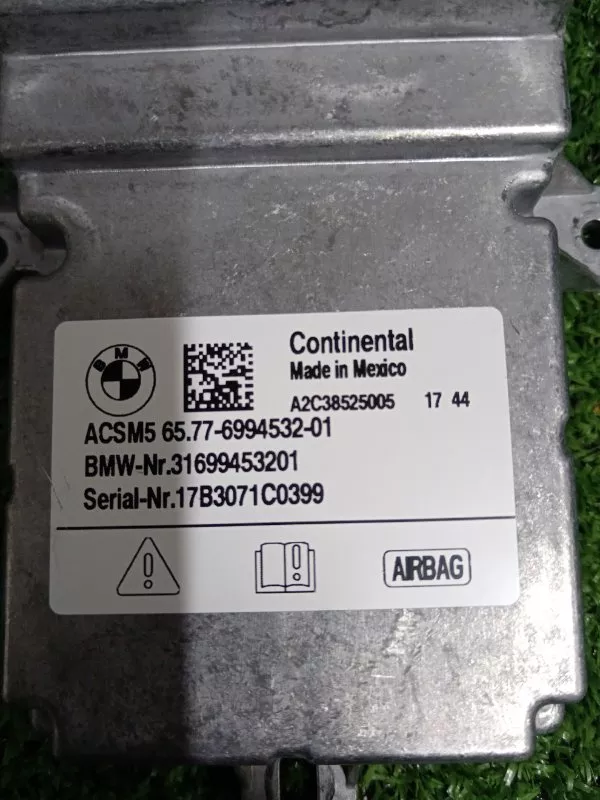 BMW
Continental
Made in Mexico
A2C38525005 17 44
ACSM5 65.77-6994532-01
BMW-Nr.31699453201
Serial-Nr.17B3071C0399
AIRBAG